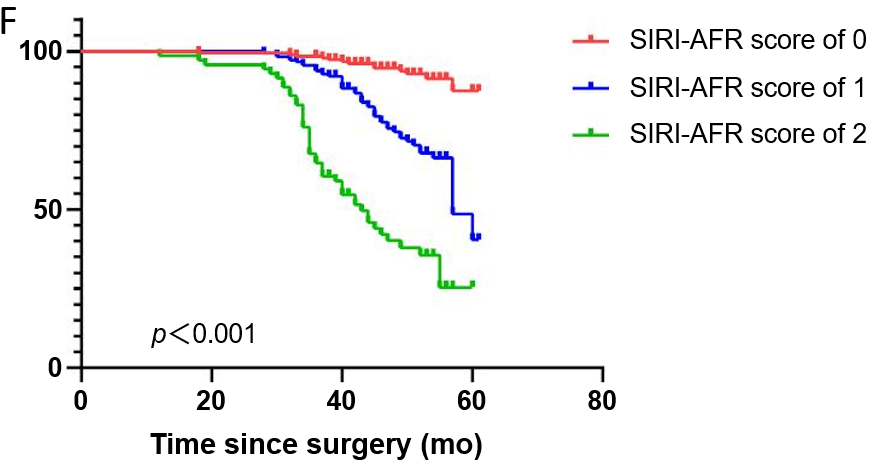 F
100
50
0
0 20 40 60 80
Time since surgery (mo)
p<0.001
SIRI-AFR score of 0
SIRI-AFR score of 1
SIRI-AFR score of 2